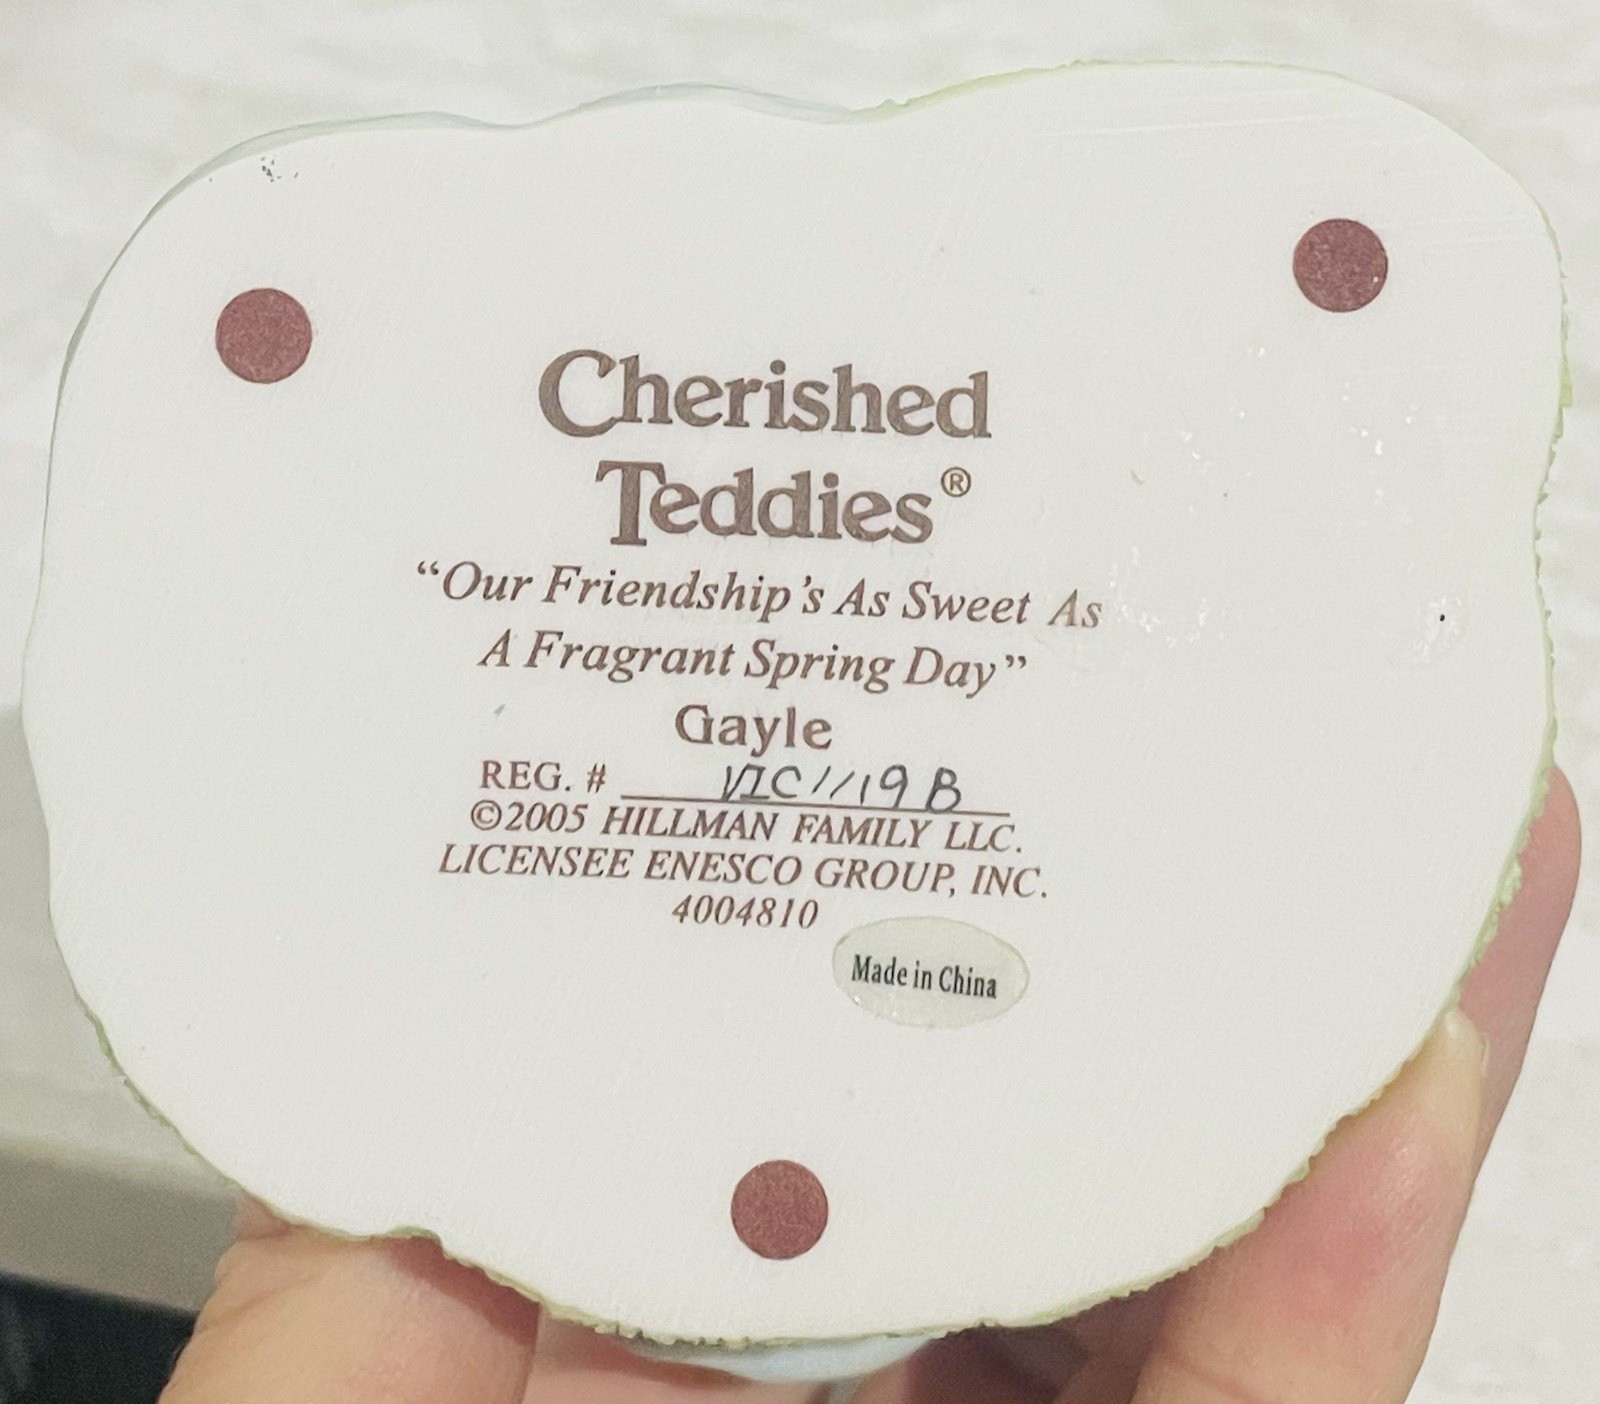 Cherished
Teddies®
“Our Friendship's As Sweet As
A Fragrant Spring Day”
Gayle
REG. # VIC1119B
©2005 HILLMAN FAMILY LLC.
LICENSEE ENESCO GROUP, INC.
4004810
Made in China